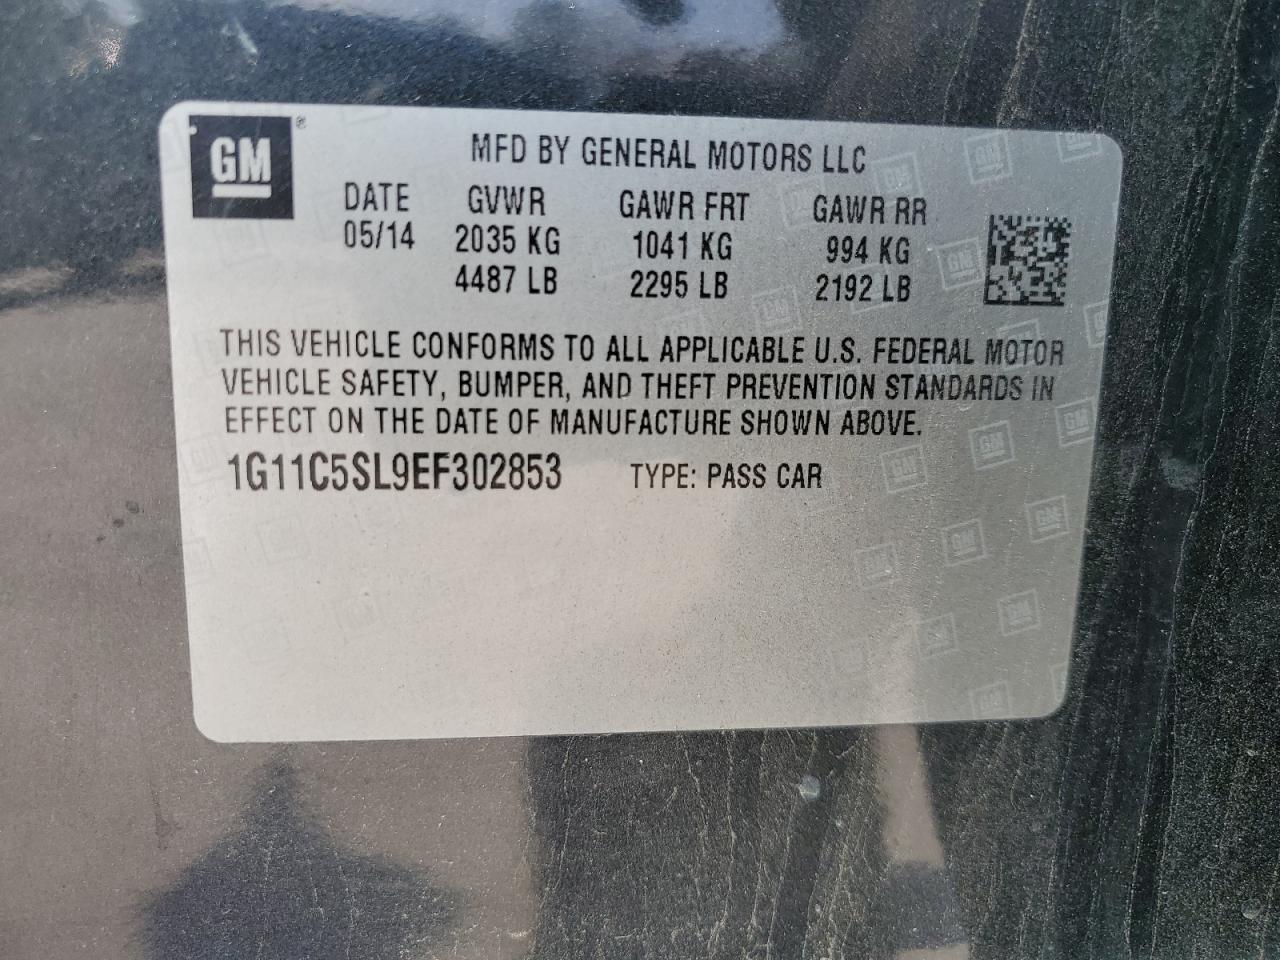 GM ®
MFD BY GENERAL MOTORS LLC
DATE GVWR GAWR FRT GAWR RR
05/14 2035 KG 1041 KG 994 KG
4487 LB 2295 LB 2192 LB
THIS VEHICLE CONFORMS TO ALL APPLICABLE U.S. FEDERAL MOTOR
VEHICLE SAFETY, BUMPER, AND THEFT PREVENTION STANDARDS IN
EFFECT ON THE DATE OF MANUFACTURE SHOWN ABOVE.
1G11C5SL9EF302853 TYPE: PASS CAR